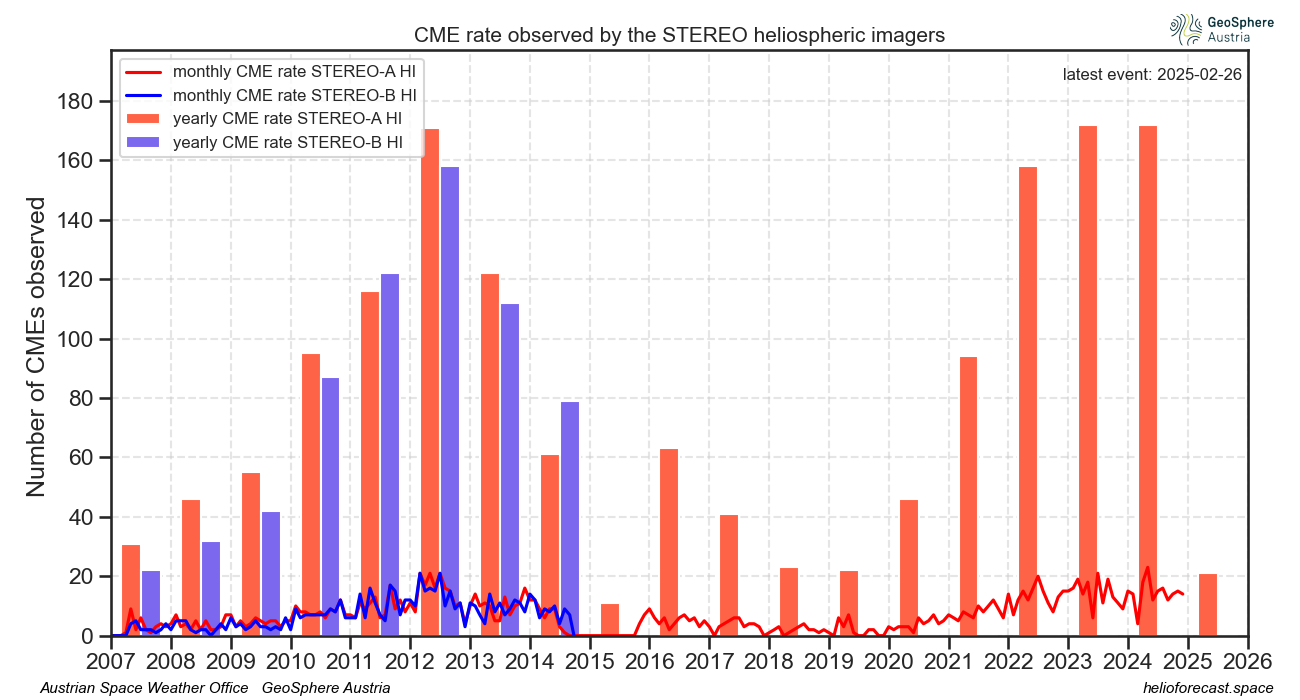 CME rate observed by the STEREO heliospheric imagers
GeoSphere
Austria
latest event: 2025-02-26
monthly CME rate STEREO-A HI
monthly CME rate STEREO-B HI
yearly CME rate STEREO-A HI
yearly CME rate STEREO-B HI
Number of CMEs observed
180
160
140
120
100
80
60
40
20
0
2007 2008 2009 2010 2011 2012 2013 2014 2015 2016 2017 2018 2019 2020 2021 2022 2023 2024 2025 2026
Austrian Space Weather Office GeoSphere Austria
helioforecast.space